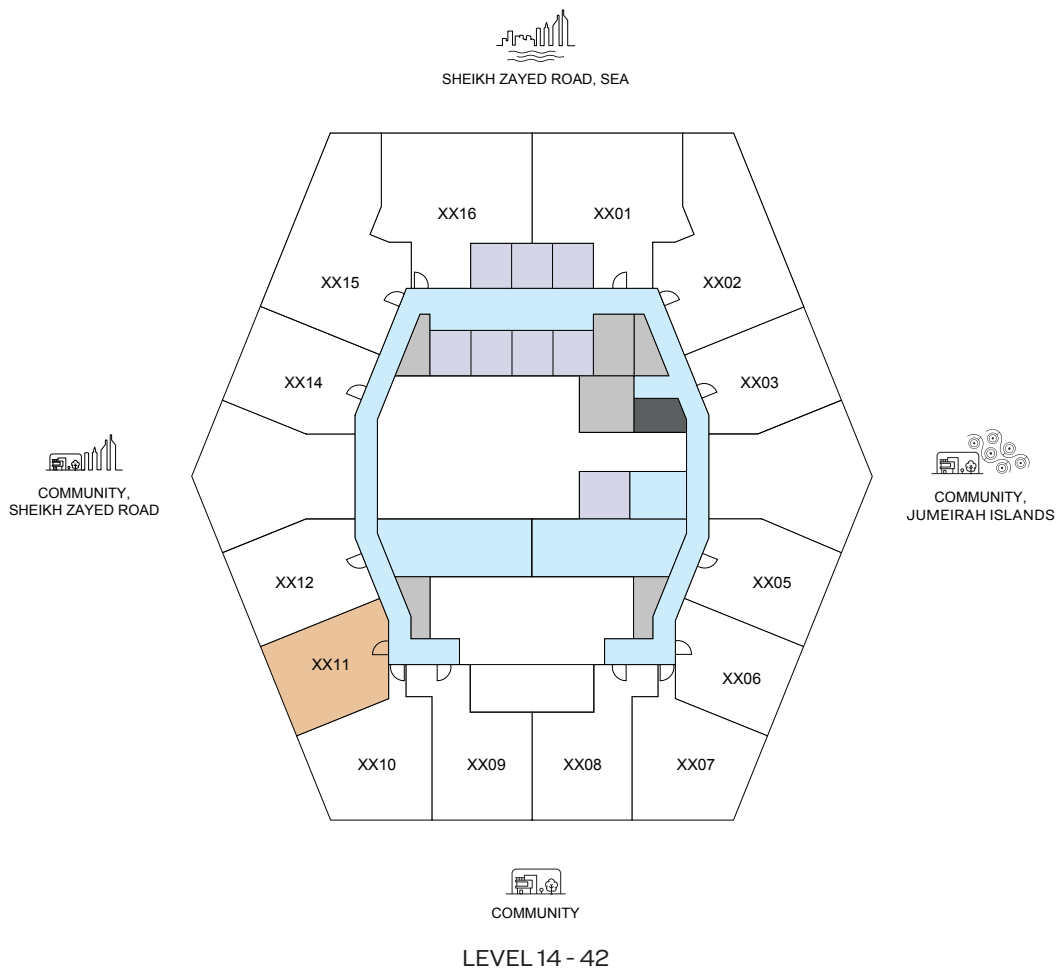 SHEIKH ZAYED ROAD, SEA
XX16
XX01
XX15
XX02
XX14
XX03
COMMUNITY,
SHEIKH ZAYED ROAD
COMMUNITY,
JUMEIRAH ISLANDS
XX12
XX05
XX11
XX06
XX10
XX09
XX08
XX07
COMMUNITY
LEVEL 14 - 42